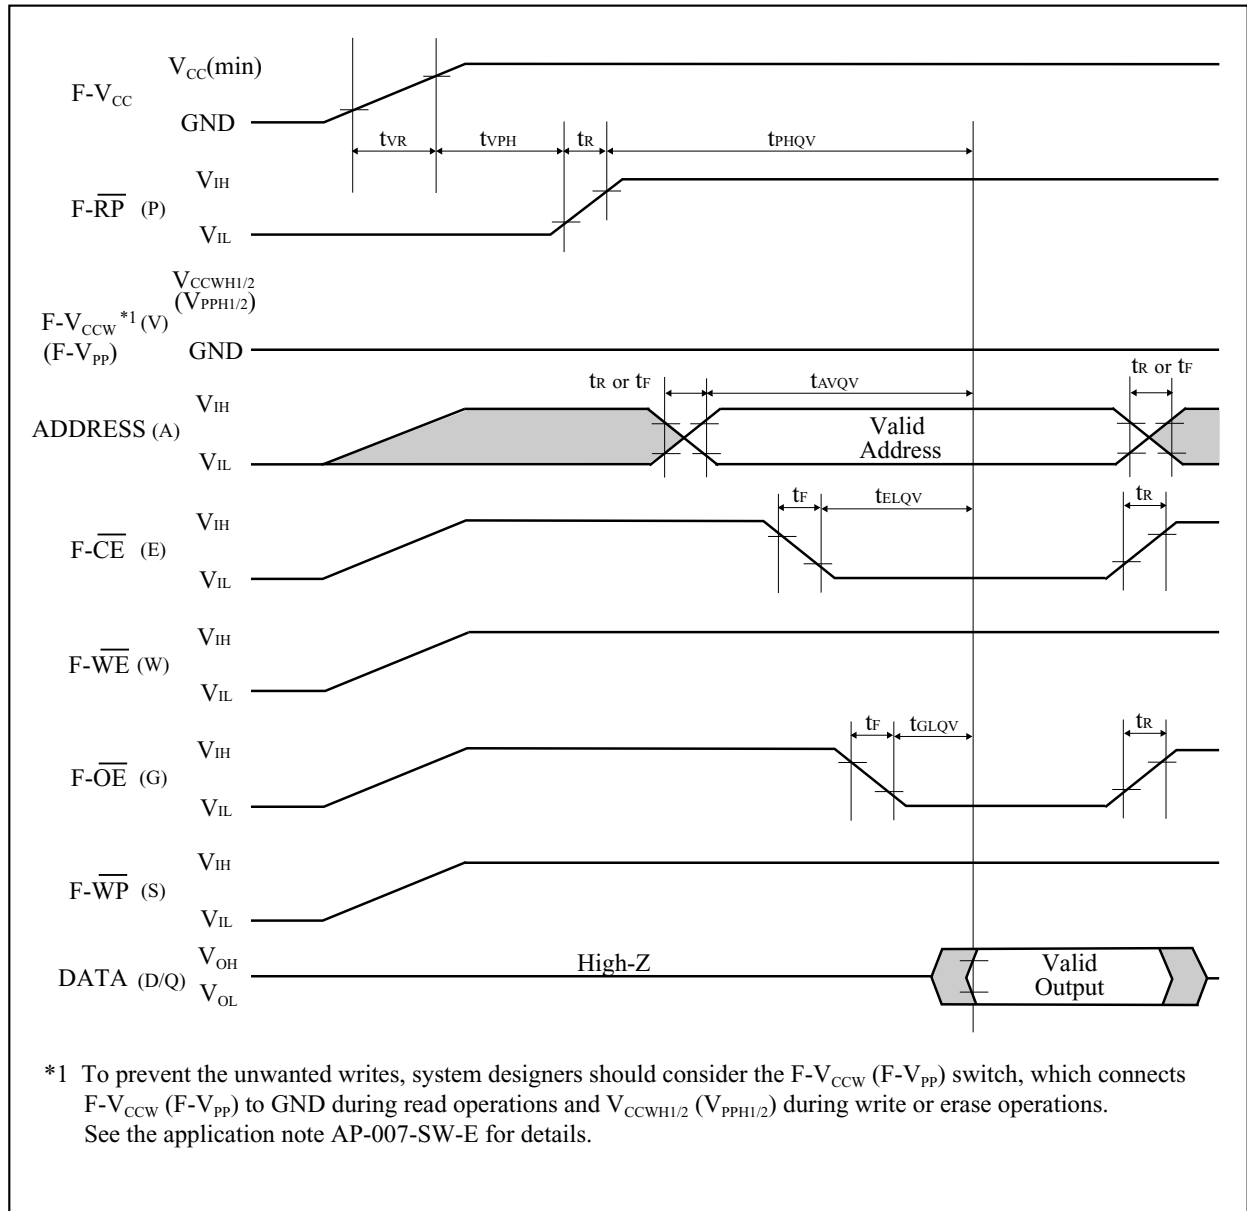 VCC(min)
F-VCC
GND
tVR
tVPH
tR
tPHQV
VIH
F-RP (P)
VIL
VCCWH1/2
(VPPH1/2)
F-VCCW *1 (V)
(F-VPP)
GND
tR or tF
tAVQV
tR or tF
VIH
ADDRESS (A)
Valid
Address
VIL
tF
tELQV
tR
VIH
F-CE (E)
VIL
VIH
F-WE (W)
VIL
tF
tGLQV
tR
VIH
F-OE (G)
VIL
VIH
F-WP (S)
VIL
VOH
High-Z
Valid
DATA (D/Q)
Output
VOL
*1 To prevent the unwanted writes, system designers should consider the F-VCCW (F-VPP) switch, which connects
F-VCCW (F-VPP) to GND during read operations and VCCWH1/2 (VPPH1/2) during write or erase operations.
See the application note AP-007-SW-E for details.